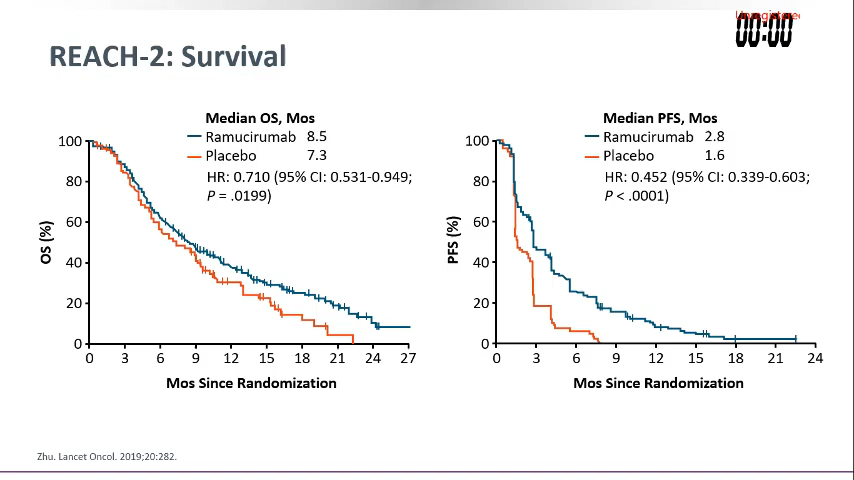 Unregistered
00:00
REACH-2: Survival
Median OS, Mos
Ramucirumab 8.5
Placebo 7.3
HR: 0.710 (95% CI: 0.531-0.949;
P = .0199)
OS (%)
100
80
60
40
20
0
0 3 6 9 12 15 18 21 24 27
Mos Since Randomization
Median PFS, Mos
Ramucirumab 2.8
Placebo 1.6
HR: 0.452 (95% CI: 0.339-0.603;
P < .0001)
PFS (%)
100
80
60
40
20
0
0 3 6 9 12 15 18 21 24
Mos Since Randomization
Zhu. Lancet Oncol. 2019;20:282.